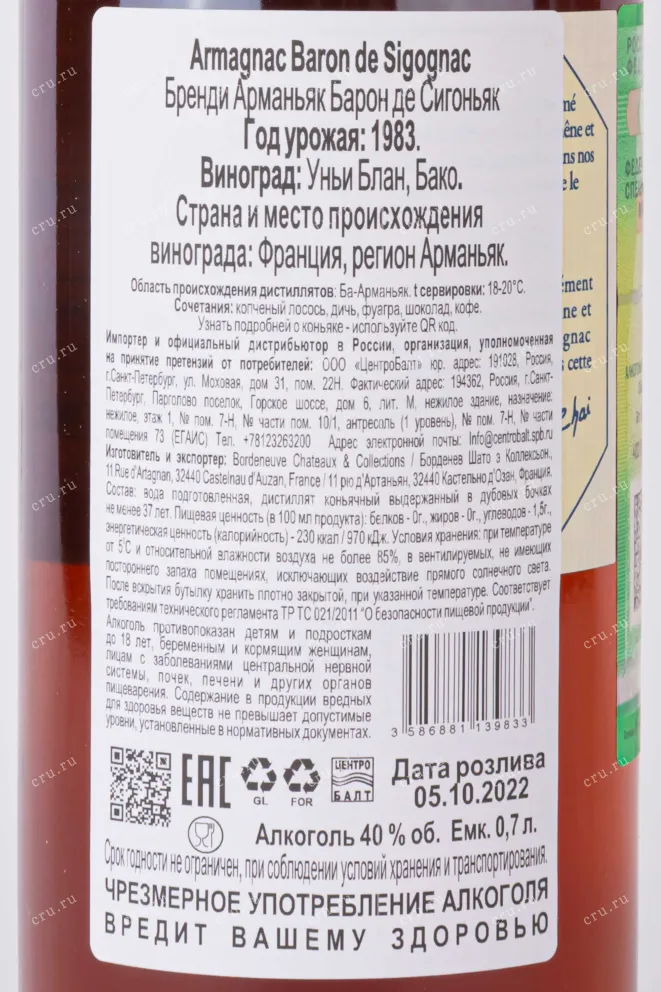 Armagnac Baron de Sigognac
Бренди Арманьяк Барон де Сигоньяк
Год урожая: 1983.
Виноград: Уньи Блан, Бако.
Страна и место происхождения
винограда: Франция, регион Арманьяк.
Область происхождения дистиллятов: Ба-Арманьяк. t сервировки: 18-20°C.
Сочетания: копченый лосось, дичь, фуагра, шоколад, кофе.
Узнать подробней о коньяке - используйте QR код.
Импортер и официальный дистрибьютор в России, организация, уполномоченная
на принятие претензий от потребителей: ООО «ЦентроБалт» юр. адрес: 191028, Россия,
г.Санкт-Петербург, ул. Моховая, дом 31, пом. 22Н. Фактический адрес: 194362, Россия, г.Санкт-
Петербург, Парголово поселок, Горское шоссе, дом 6, лит. М, нежилое здание, назначение:
нежилое, этаж 1, № пом. 7-Н, № части пом. 10/1, антресоль (1 уровень), № пом. 7-Н, № части
помещения 73 (ЕГАИС) Тел. +78123263200 Адрес электронной почты: Info@centrobalt.spb.ru
Изготовитель и экспортер: Bordeneuve Chateaux & Collections / Борденев Шато э Коллексьон,
11 Rue d'Artagnan, 32440 Castelnau d'Auzan, France / 11 рю д'Артаньян, 32440 Кастельно д'Озан, Франция.
Состав: вода подготовленная, дистиллят коньячный выдержанный в дубовых бочках
не менее 37 лет. Пищевая ценность (в 100 мл продукта): белков - 0г., жиров - 0г., углеводов - 1,5г.,
энергетическая ценность (калорийность) - 230 ккал / 970 кДж. Условия хранения: при температуре
от 5°С и относительной влажности воздуха не более 85%, в вентилируемых, не имеющих
постороннего запаха помещениях, исключающих воздействие прямого солнечного света.
После вскрытия бутылку хранить плотно закрытой, при указанной температуре. Соответствует
требованиям технического регламента ТР ТС 021/2011 "О безопасности пищевой продукции".
Алкоголь противопоказан детям и подросткам
до 18 лет, беременным и кормящим женщинам,
лицам с заболеваниями центральной нервной
системы, почек, печени и других органов
пищеварения. Содержание в продукции вредных
для здоровья веществ не превышает допустимые
уровни, установленные в нормативных документах.
3 586881 139833
EAC
GL
FOR
ЦЕНТРО
БАЛТ
Дата розлива
05.10.2022
Алкоголь 40 % об. Емк. 0,7 л.
Срок годности не ограничен, при соблюдении условий хранения и транспортирования.
ЧРЕЗМЕРНОЕ УПОТРЕБЛЕНИЕ АЛКОГОЛЯ
ВРЕДИТ ВАШЕМУ ЗДОРОВЬЮ
cru.ru